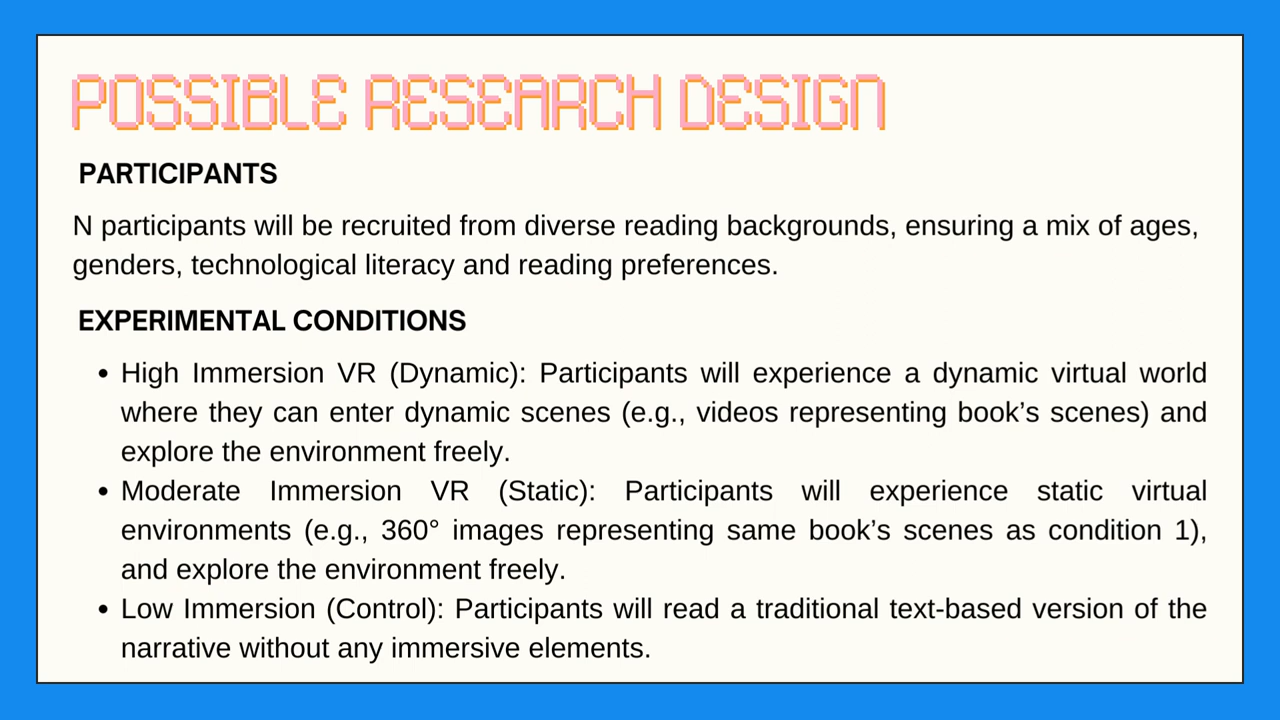 POSSIBLE RESEARCH DESIGN
PARTICIPANTS
N participants will be recruited from diverse reading backgrounds, ensuring a mix of ages,
genders, technological literacy and reading preferences.
EXPERIMENTAL CONDITIONS
• High Immersion VR (Dynamic): Participants will experience a dynamic virtual world
where they can enter dynamic scenes (e.g., videos representing book’s scenes) and
explore the environment freely.
• Moderate Immersion VR (Static): Participants will experience static virtual
environments (e.g., 360° images representing same book’s scenes as condition 1),
and explore the environment freely.
• Low Immersion (Control): Participants will read a traditional text-based version of the
narrative without any immersive elements.